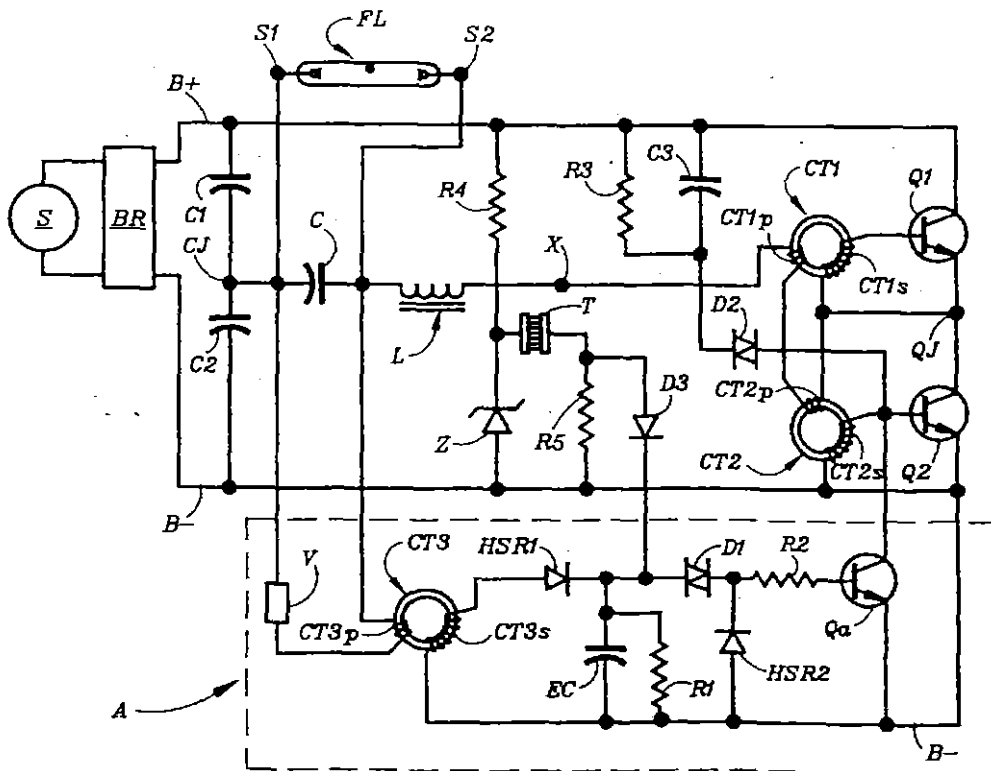 FL
S1
S2
B+
R4
R3
C3
CT1
Q1
S
BR
C1
C
X
CT1p
CT1s
CJ
T
D2
C2
L
QJ
D3
CT2p
Z
R5
CT2
CT2s
Q2
B-
V
CT3
HSR1
D1
R2
CT3p
CT3s
Qa
EC
R1
HSR2
A
B-